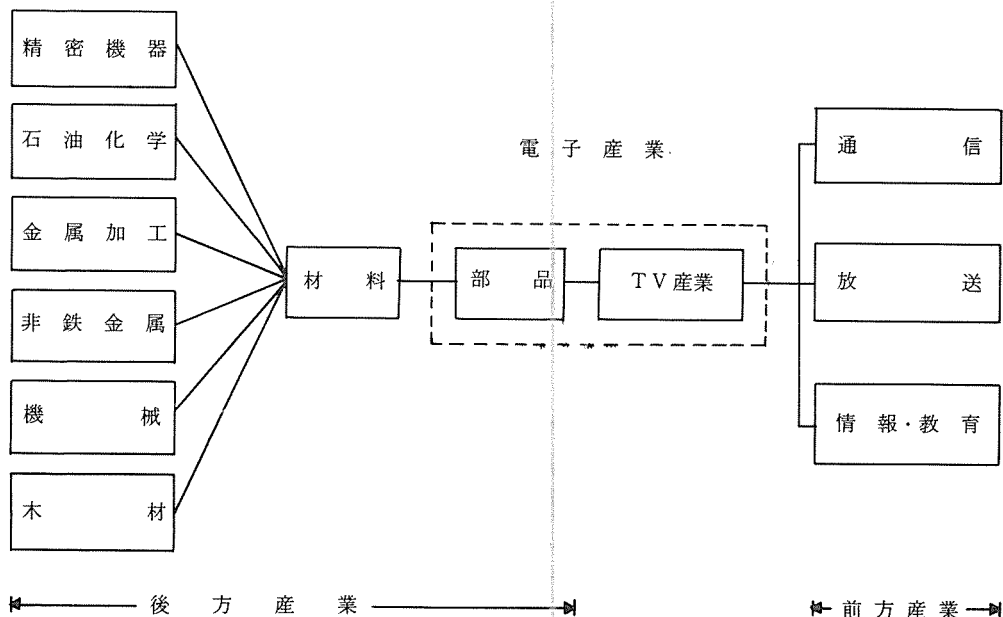 精密機器
石油化学
金属加工
非鉄金属
機械
木材
材料
電子産業
部品
TV産業
通信
放送
情報・教育
後方産業
前方産業